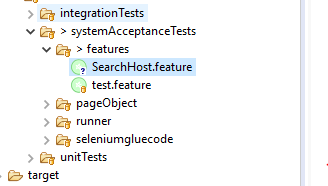 integrationTests
> systemAcceptanceTests
> features
SearchHost.feature
test.feature
pageObject
runner
seleniumgluecode
unitTests
target